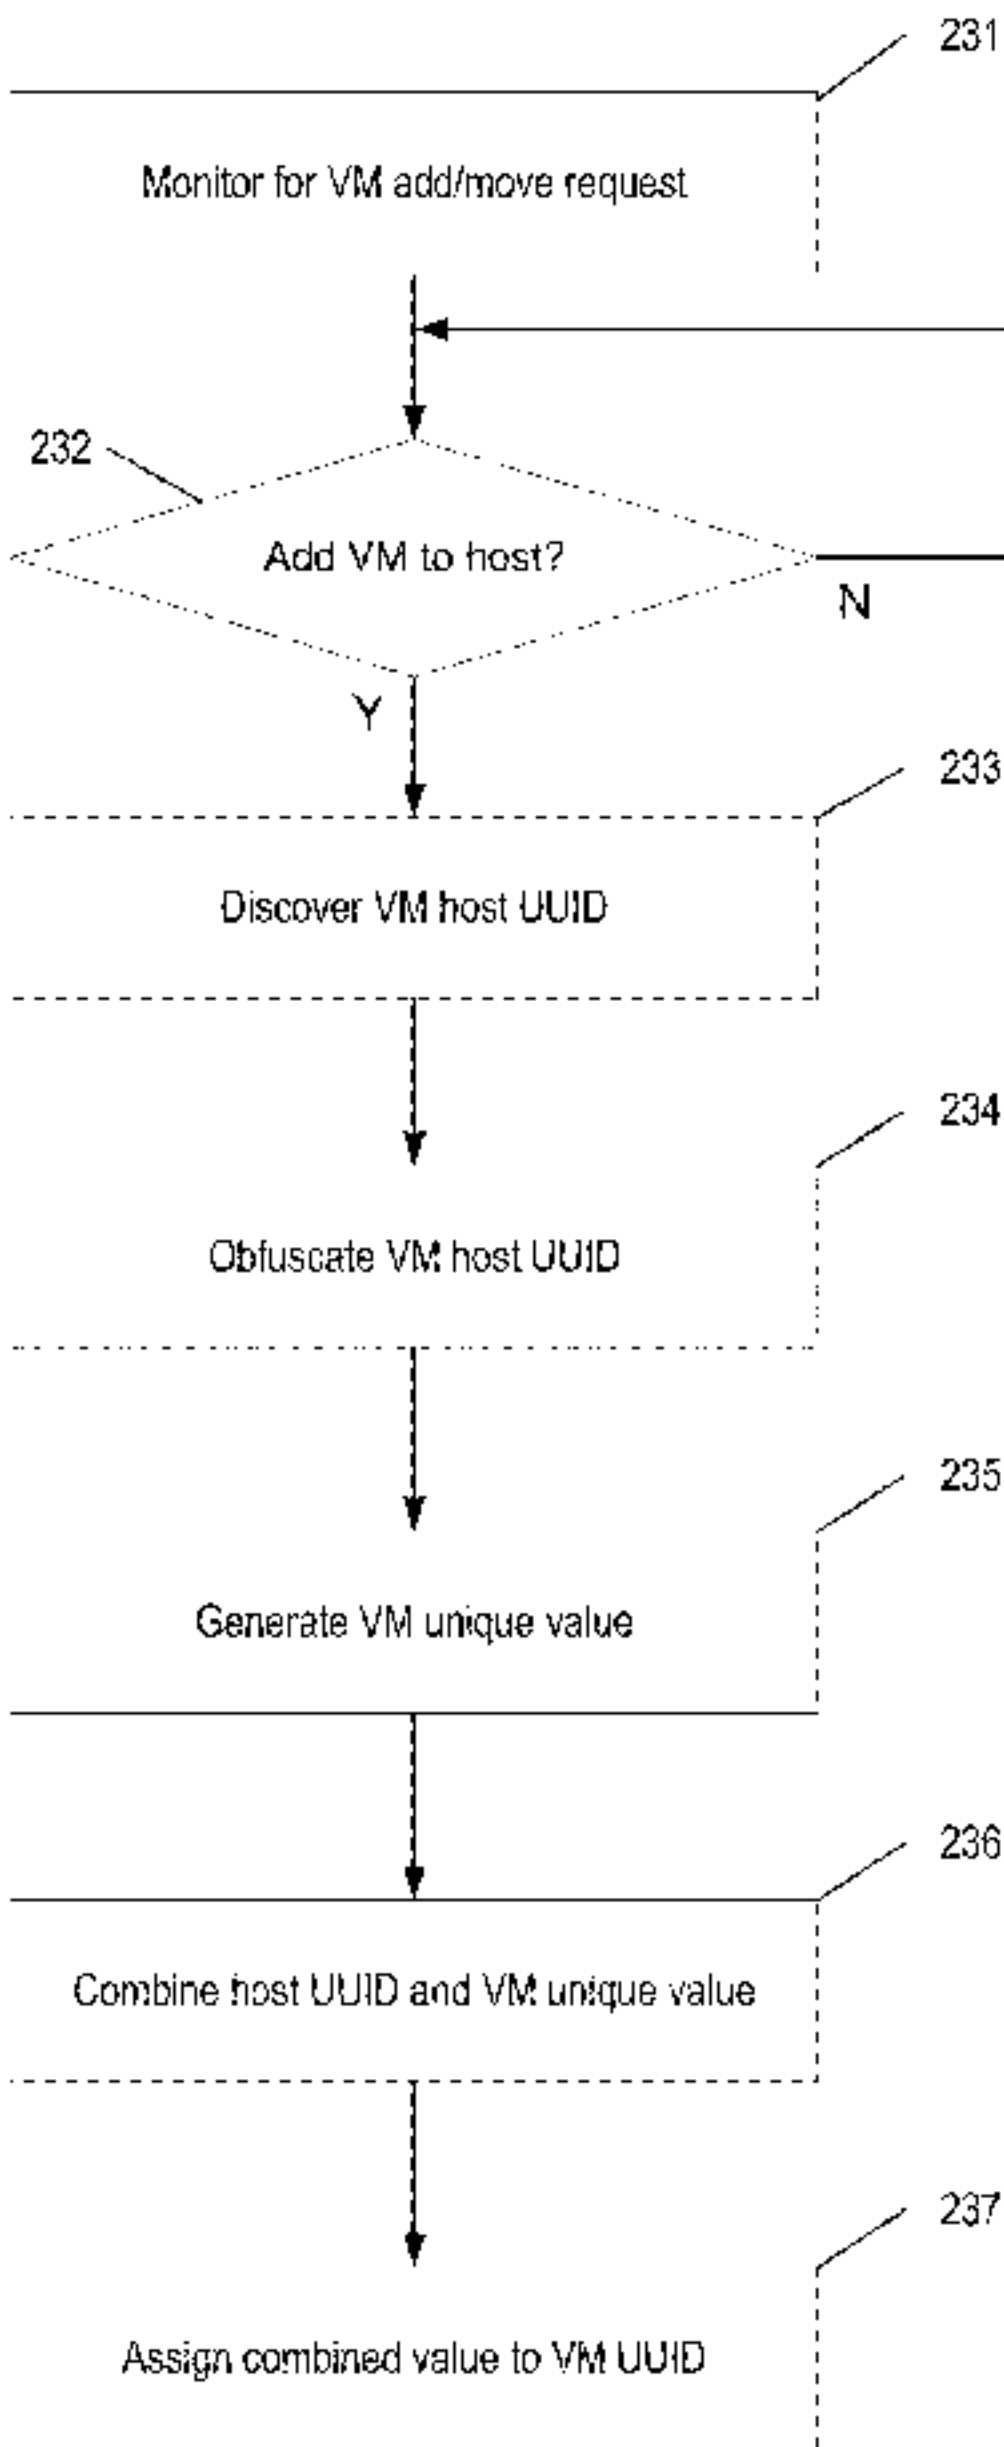 231
Monitor for VM add/move request
232
Add VM to host?
N
Y
233
Discover VM host UUID
234
Obfuscate VM host UUID
235
Generate VM unique value
236
Combine host UUID and VM unique value
237
Assign combined value to VM UUID